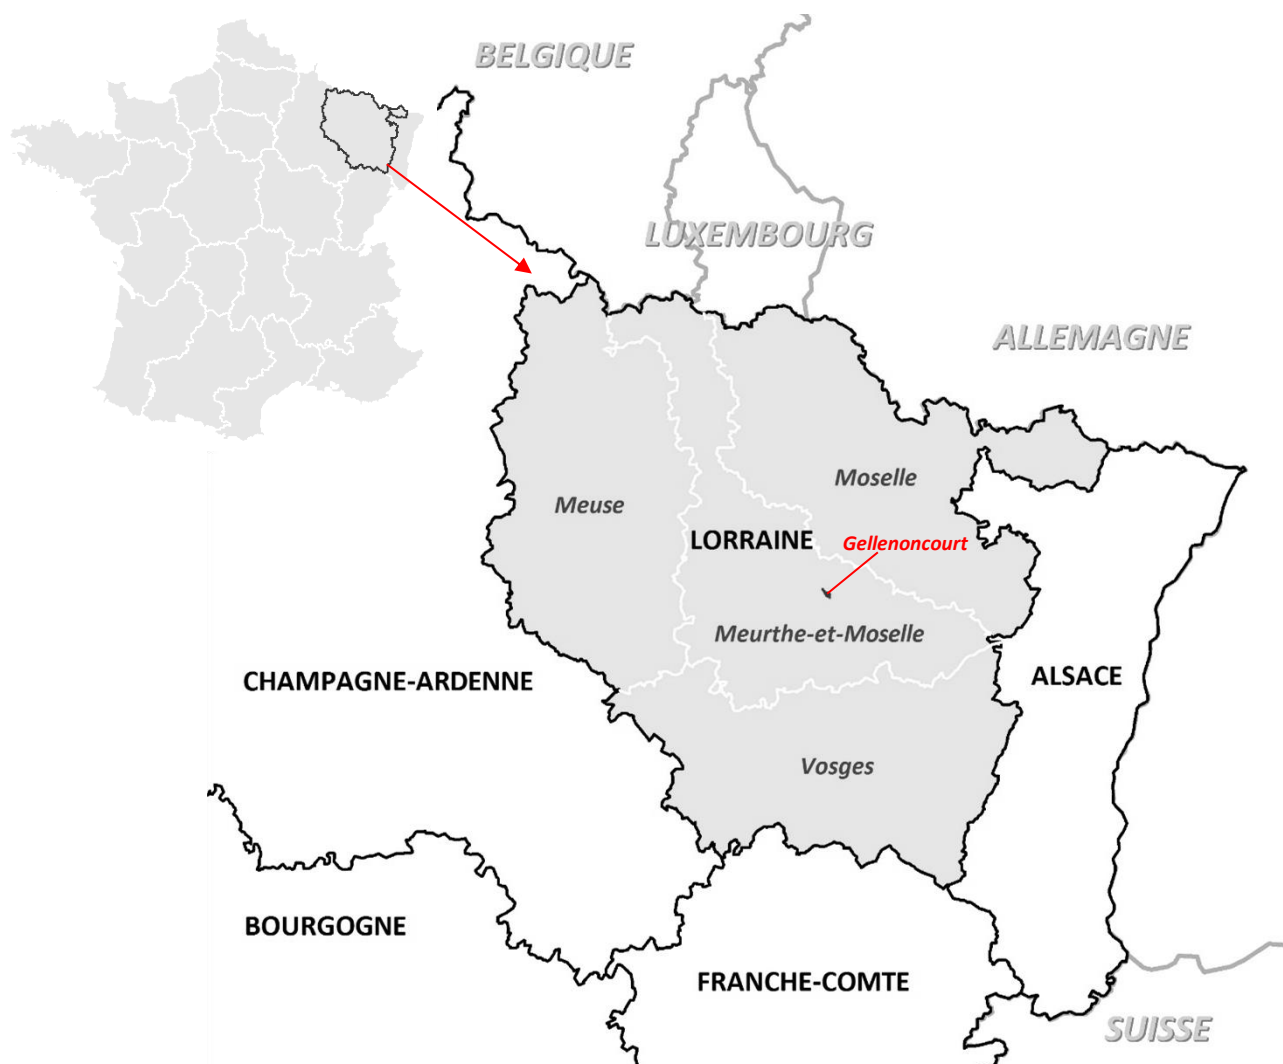 BELGIQUE
LUXEMBOURG
ALLEMAGNE
Moselle
Meuse
LORRAINE
Gellenoncourt
Meurthe-et-Moselle
CHAMPAGNE-ARDENNE
ALSACE
Vosges
BOURGOGNE
FRANCHE-COMTE
SUISSE